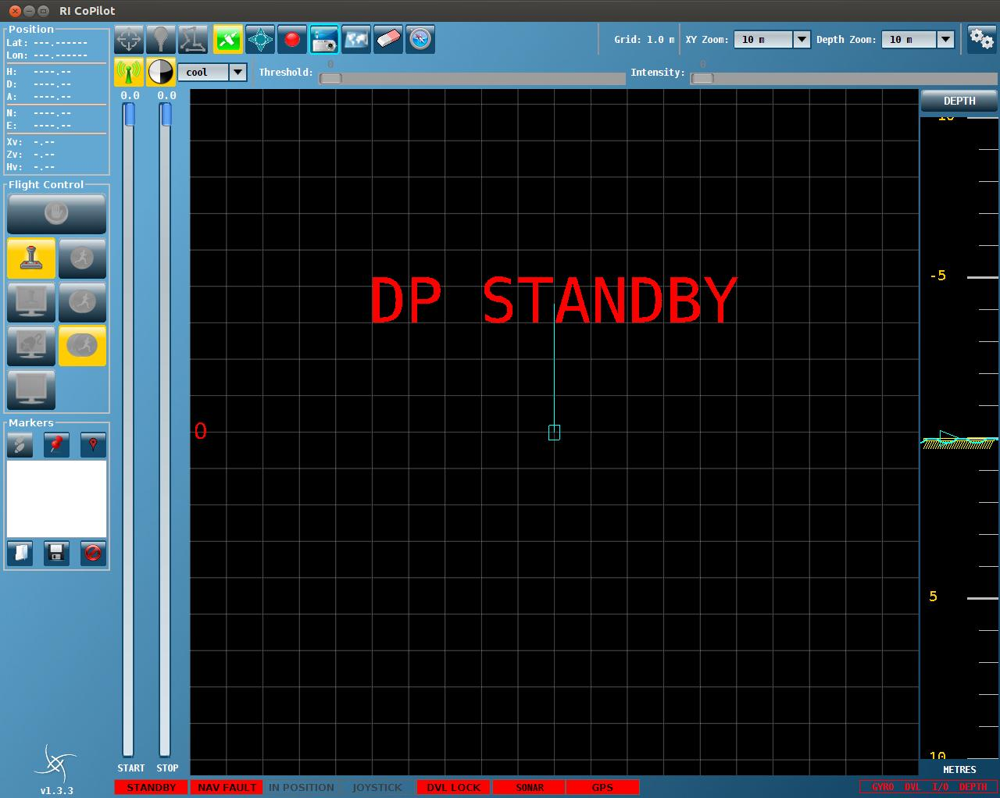 RI CoPilot
Position
Lat: ---.------
Lon: ---.------
H: ----.--
D: ----.--
A: ----.--
N: ----.--
E: ----.--
Xv: -.--
Zv: -.--
Hv: -.--
Grid: 1.0 m
XY Zoom: 10 m
Depth Zoom: 10 m
cool
Threshold: 0
Intensity: 0
Flight Control
0.0 0.0
DEPTH
-5
DP STANDBY
0
Markers
5
10
START STOP
METRES
v1.3.3
STANDBY NAV FAULT IN POSITION JOYSTICK DVL LOCK SONAR GPS
GYRO DVL I/O DEPTH